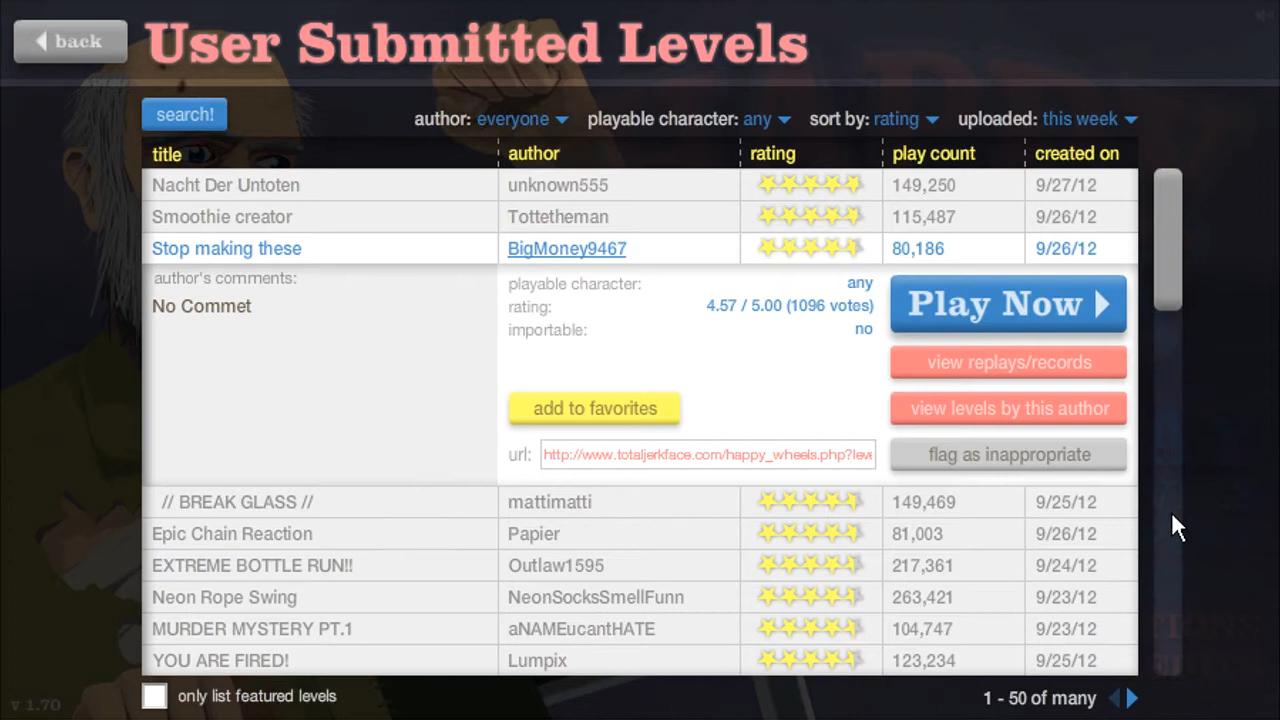 back
User Submitted Levels
search!
author: everyone playable character: any sort by: rating uploaded: this week
title author rating play count created on
Nacht Der Untoten unknown555 149,250 9/27/12
Smoothie creator Tottetheman 115,487 9/26/12
Stop making these BigMoney9467 80,186 9/26/12
author's comments:
No Commet
playable character: any
rating: 4.57 / 5.00 (1096 votes)
importable: no
add to favorites
url: http://www.totaljerkface.com/happy_wheels.php?leve
Play Now
view replays/records
view levels by this author
flag as inappropriate
// BREAK GLASS // mattimatti 149,469 9/25/12
Epic Chain Reaction Papier 81,003 9/26/12
EXTREME BOTTLE RUN!! Outlaw1595 217,361 9/24/12
Neon Rope Swing NeonSocksSmellFunn 263,421 9/23/12
MURDER MYSTERY PT.1 aNAMEucantHATE 104,747 9/23/12
YOU ARE FIRED! Lumpix 123,234 9/25/12
only list featured levels
1 - 50 of many
v 1.70